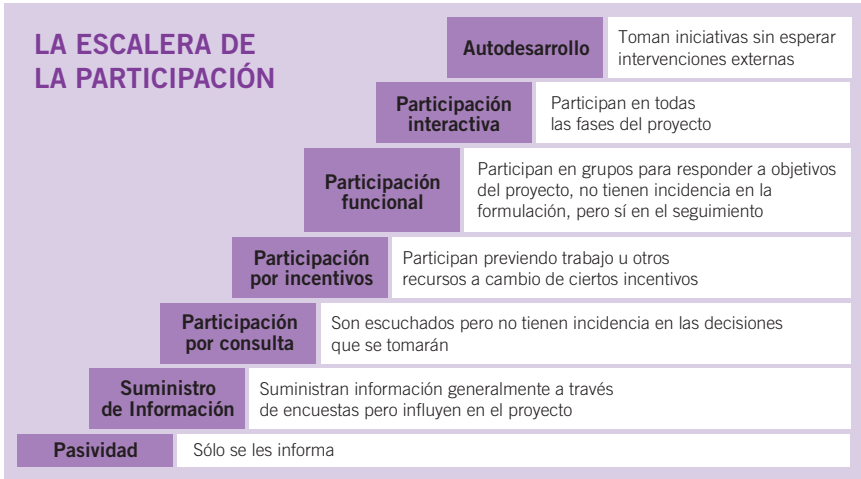 LA ESCALERA DE
LA PARTICIPACIÓN
Autodesarrollo
Toman iniciativas sin esperar
intervenciones externas
Participación
interactiva
Participan en todas
las fases del proyecto
Participación
funcional
Participan en grupos para responder a objetivos
del proyecto, no tienen incidencia en la
formulación, pero sí en el seguimiento
Participación
por incentivos
Participan previendo trabajo u otros
recursos a cambio de ciertos incentivos
Participación
por consulta
Son escuchados pero no tienen incidencia en las decisiones
que se tomarán
Suministro
de Información
Suministran información generalmente a través
de encuestas pero influyen en el proyecto
Pasividad
Sólo se les informa